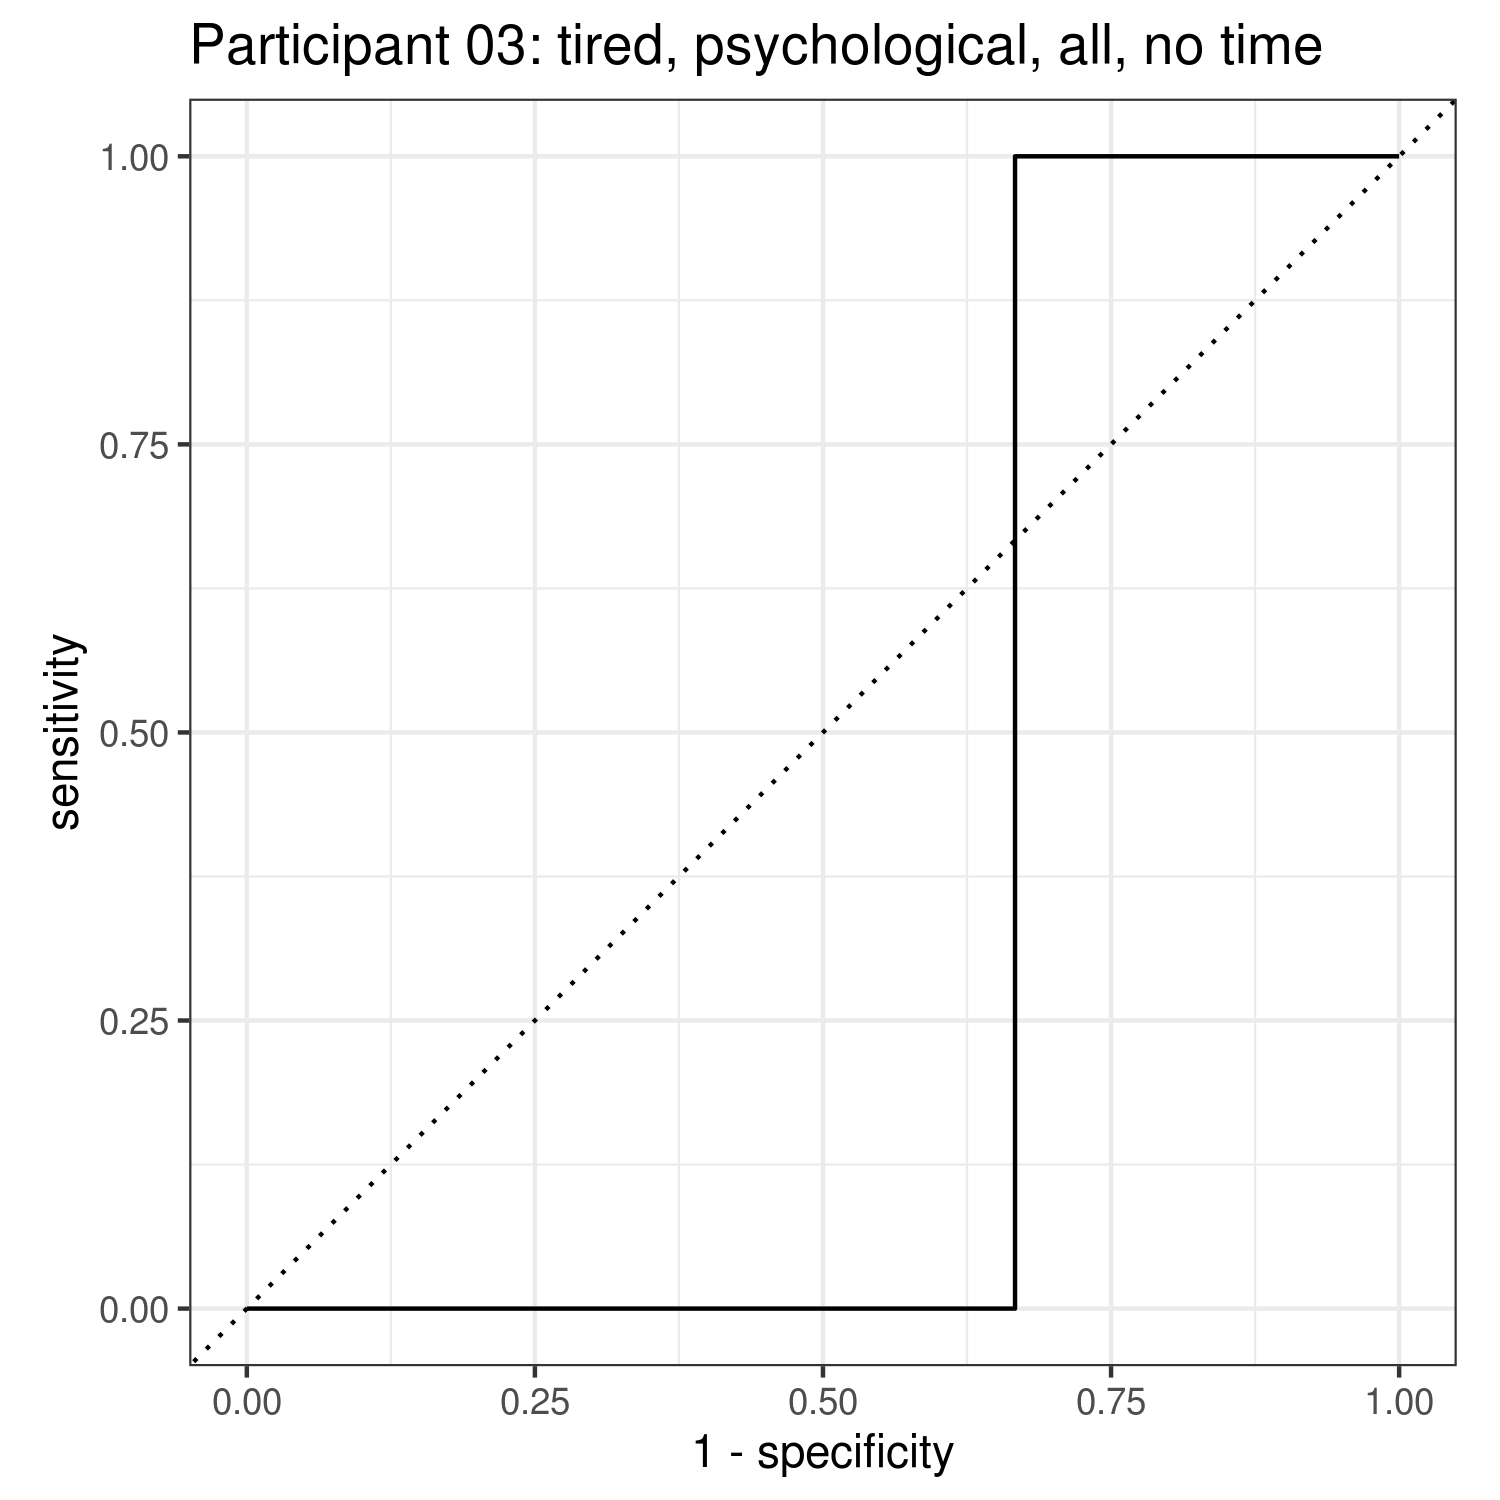 Participant 03: tired, psychological, all, no time
1.00
0.75
0.50
0.25
0.00
sensitivity
0.00 0.25 0.50 0.75 1.00
1 - specificity